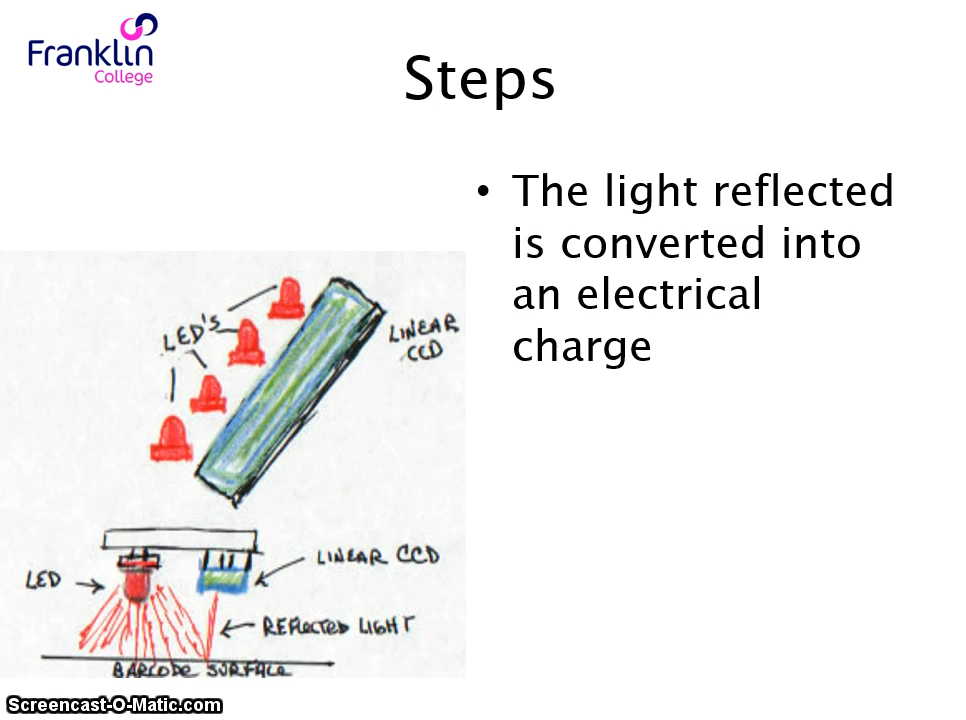 Franklin
College
Steps
• The light reflected
is converted into
an electrical
charge
LED'S
LINEAR
CCD
LINEAR CCD
LED
REFLECTED LIGHT
BARCODE SURFACE
Screencast-O-Matic.com